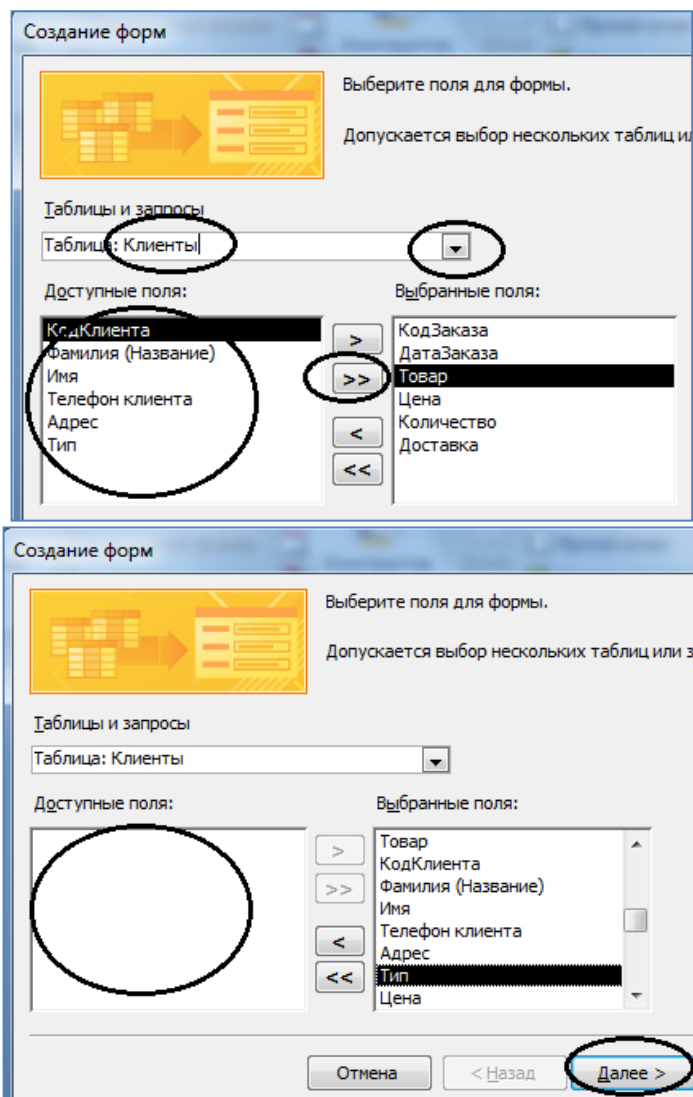 Создание форм
Выберите поля для формы.
Допускается выбор нескольких таблиц
Таблицы и запросы
Таблица: Клиенты
Доступные поля:
Выбранные поля:
КодКлиента
Фамилия (Название)
Имя
Телефон клиента
Адрес
Тип
>
>>
<
<<
КодЗаказа
ДатаЗаказа
Товар
Цена
Количество
Доставка
Создание форм
Выберите поля для формы.
Допускается выбор нескольких таблиц или
Таблицы и запросы
Таблица: Клиенты
Доступные поля:
Выбранные поля:
>
>>
<
<<
Товар
КодКлиента
Фамилия (Название)
Имя
Телефон клиента
Адрес
Тип
Цена
Отмена
< Назад
Далее >